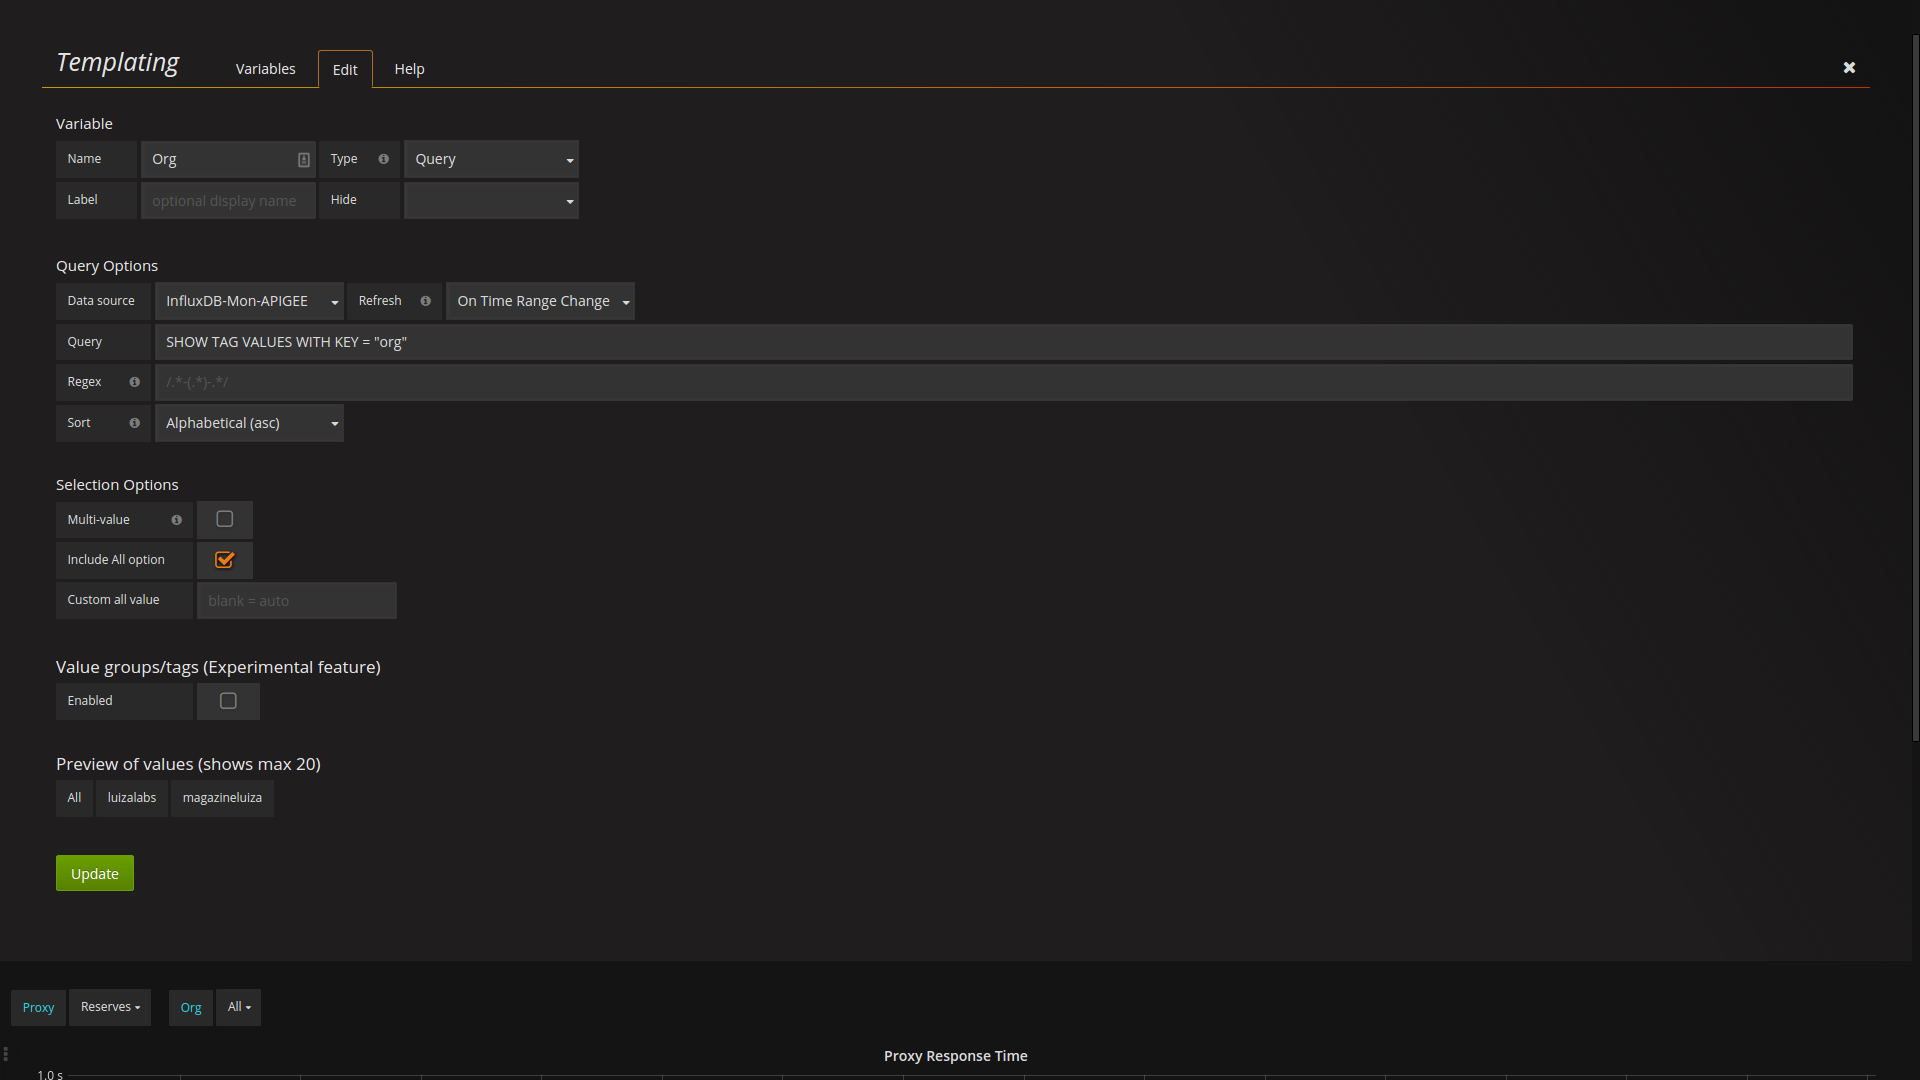 Templating Variables Edit Help
Variable
Name Org Type Query
Label optional display name Hide
Query Options
Data source InfluxDB-Mon-APIGEE Refresh On Time Range Change
Query SHOW TAG VALUES WITH KEY = "org"
Regex /.*-(.*)-.*/
Sort Alphabetical (asc)
Selection Options
Multi-value
Include All option
Custom all value blank = auto
Value groups/tags (Experimental feature)
Enabled
Preview of values (shows max 20)
All luizalabs magazineluiza
Update
Proxy Reserves Org All
Proxy Response Time
1.0 s